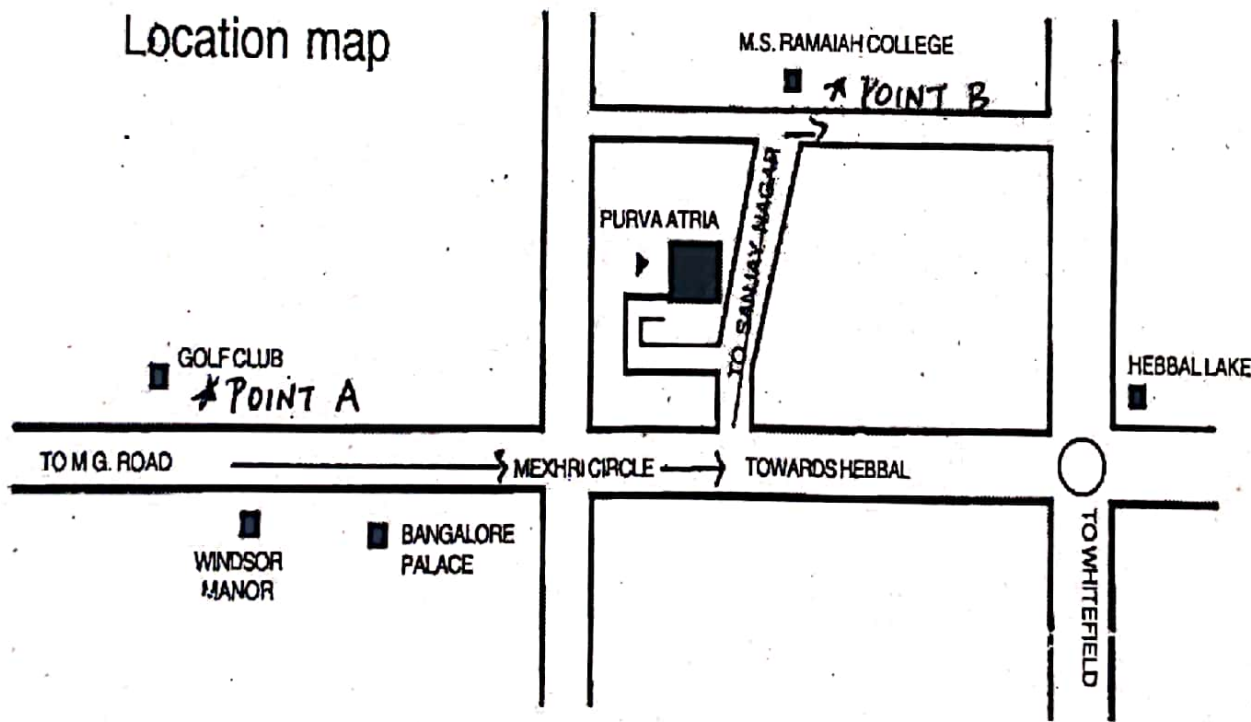 Location map
M.S. RAMAIAH COLLEGE
POINT B
TO SANJAY NAGAR
PURVA ATRIA
GOLF CLUB
POINT A
HEBBAL LAKE
TO M G. ROAD
MEXHRI CIRCLE
TOWARDS HEBBAL
WINDSOR
MANOR
BANGALORE
PALACE
TO WHITEFIELD